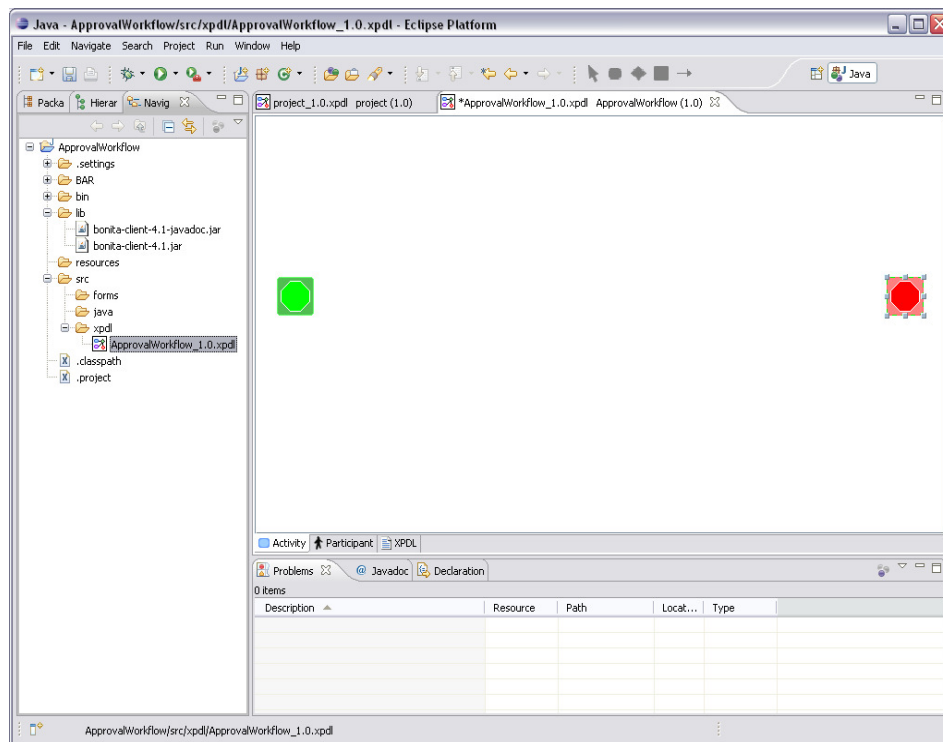 Java - ApprovalWorkflow/src/xpdl/ApprovalWorkflow_1.0.xpdl - Eclipse Platform
File Edit Navigate Search Project Run Window Help
Java
Packa Hierar Navig
project_1.0.xpdl project (1.0) *ApprovalWorkflow_1.0.xpdl ApprovalWorkflow (1.0)
ApprovalWorkflow
.settings
BAR
bin
lib
bonita-client-4.1-javadoc.jar
bonita-client-4.1.jar
resources
src
forms
java
xpdl
ApprovalWorkflow_1.0.xpdl
.classpath
.project
Activity Participant XPDL
Problems @ Javadoc Declaration
0 items
Description Resource Path Locat... Type
ApprovalWorkflow/src/xpdl/ApprovalWorkflow_1.0.xpdl